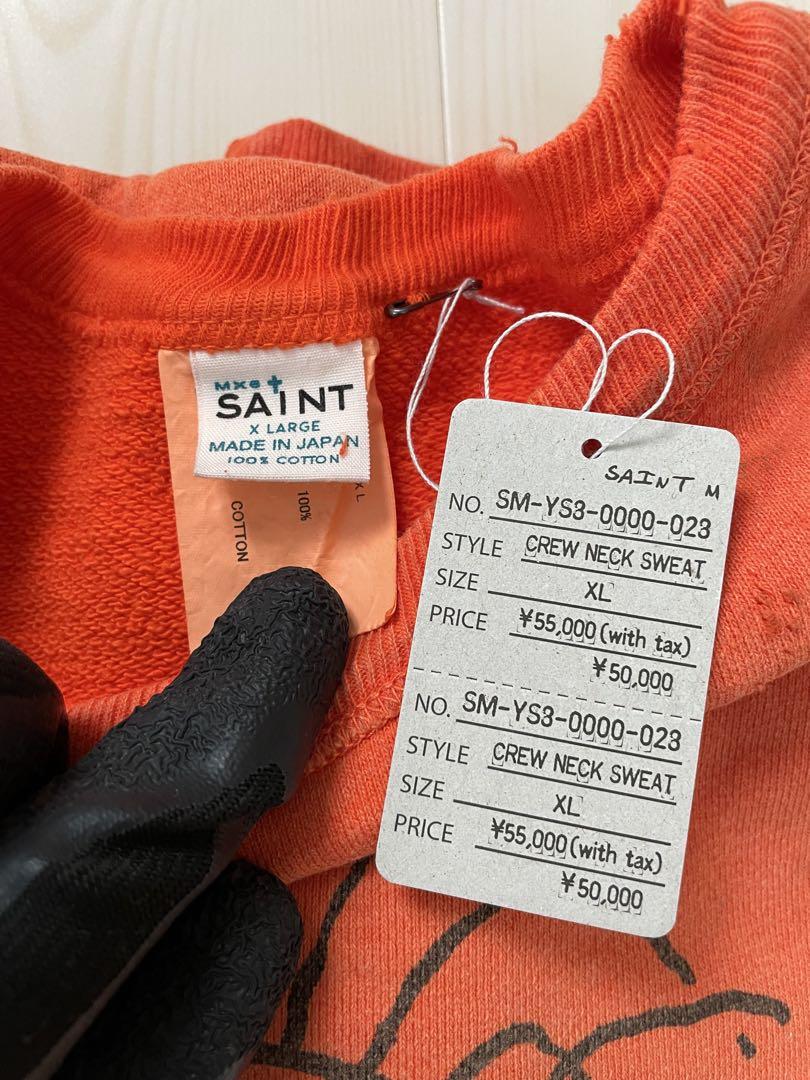 MX6+
SAINT
X LARGE
MADE IN JAPAN
100% COTTON
XL
100%
COTTON
SAINT M
NO. SM-YS3-0000-023
STYLE CREW NECK SWEAT
SIZE XL
PRICE ¥55,000 (with tax)
¥50,000
NO. SM-YS3-0000-023
STYLE CREW NECK SWEAT
SIZE XL
PRICE ¥55,000 (with tax)
¥50,000